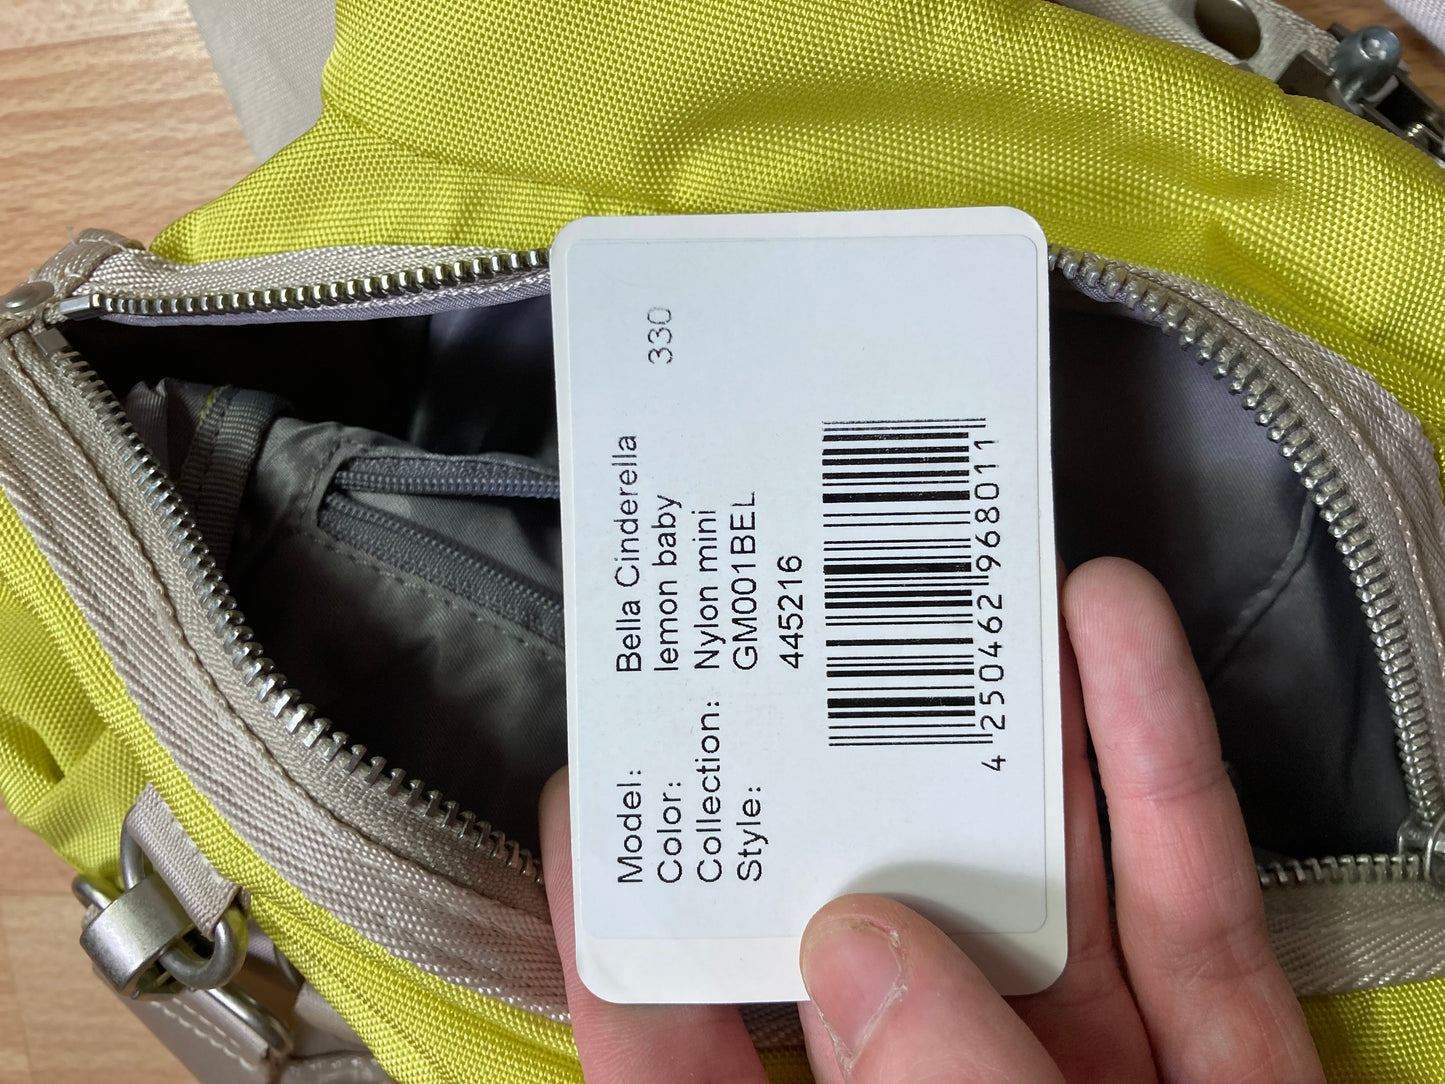 Model: Bella Cinderella
Color: lemon baby 330
Collection: Nylon mini
Style: GM001BEL
445216
4 250462 968011